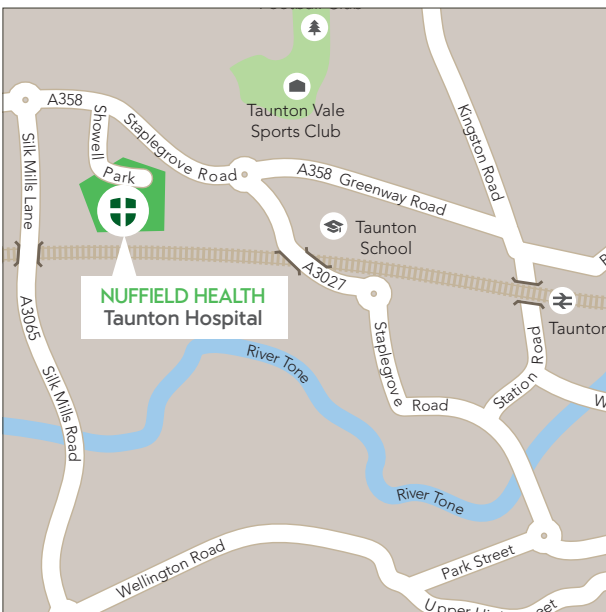 A358
Taunton Vale
Sports Club
Kingston Road
Showell
Park
Staplegrove Road
Silk Mills Lane
A358 Greenway Road
Taunton
School
A3027
NUFFIELD HEALTH
Taunton Hospital
A3065
Taunton
River Tone
Staplegrove
Road
Station Road
Silk Mills Road
River Tone
Wellington Road
Park Street
Upper